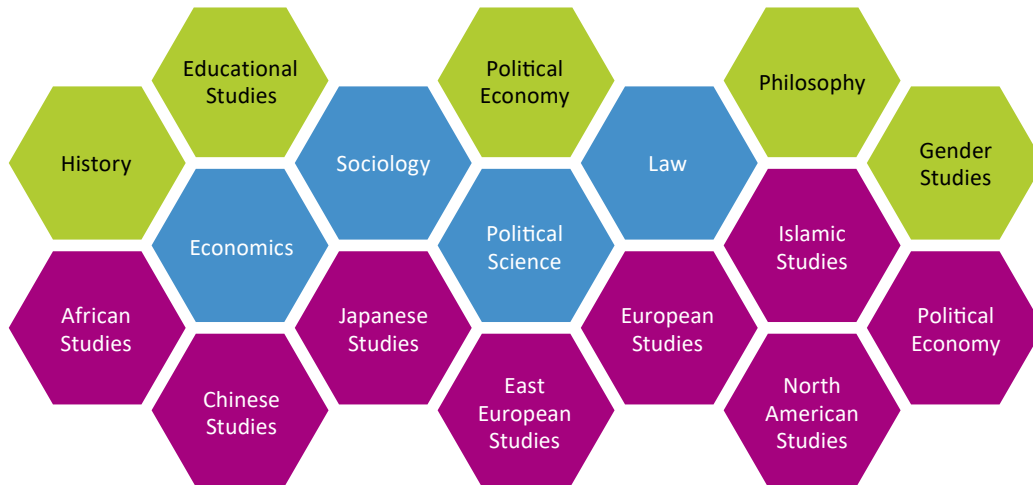 Educational
Studies
Political
Economy
Philosophy
History
Sociology
Law
Gender
Studies
Economics
Political
Science
Islamic
Studies
African
Studies
Japanese
Studies
European
Studies
Political
Economy
Chinese
Studies
East
European
Studies
North
American
Studies